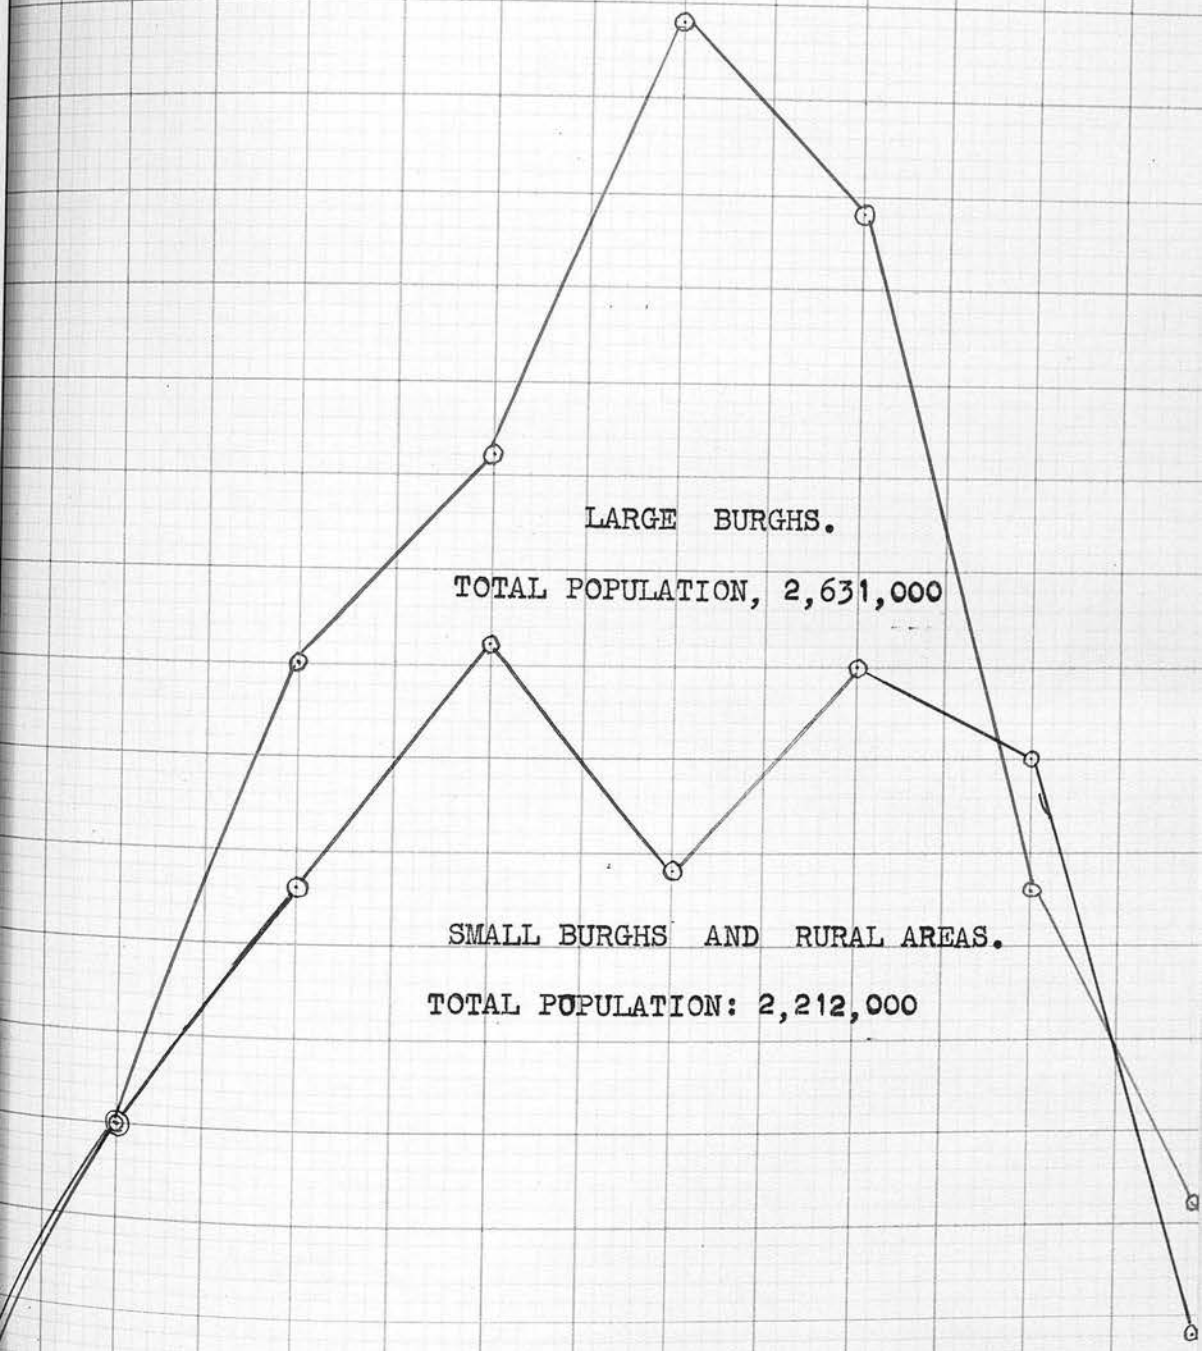 LARGE BURGHS.
TOTAL POPULATION, 2,631,000
SMALL BURGHS AND RURAL AREAS.
TOTAL POPULATION: 2,212,000